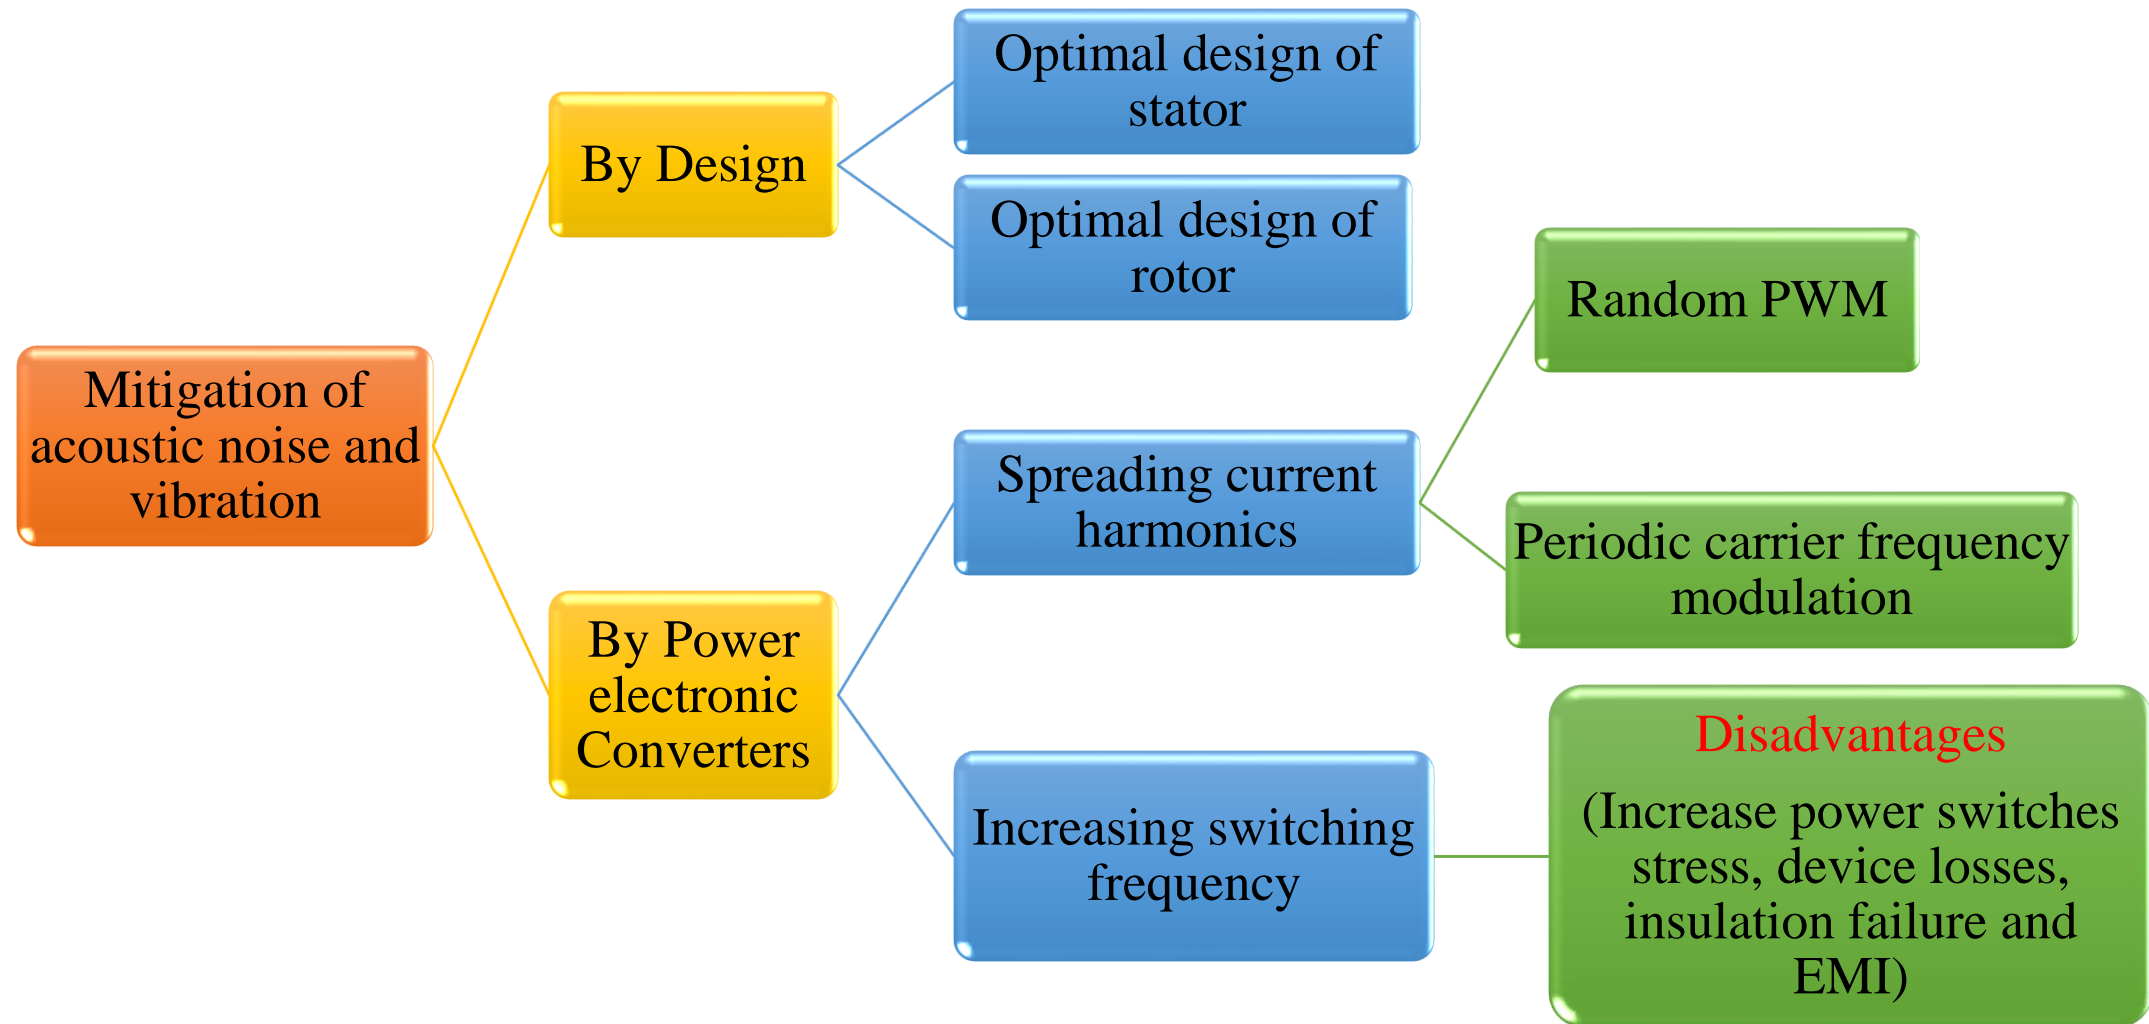 Mitigation of
acoustic noise and
vibration
By Design
Optimal design of
stator
Optimal design of
rotor
By Power
electronic
Converters
Spreading current
harmonics
Random PWM
Periodic carrier frequency
modulation
Increasing switching
frequency
Disadvantages
(Increase power switches
stress, device losses,
insulation failure and
EMI)